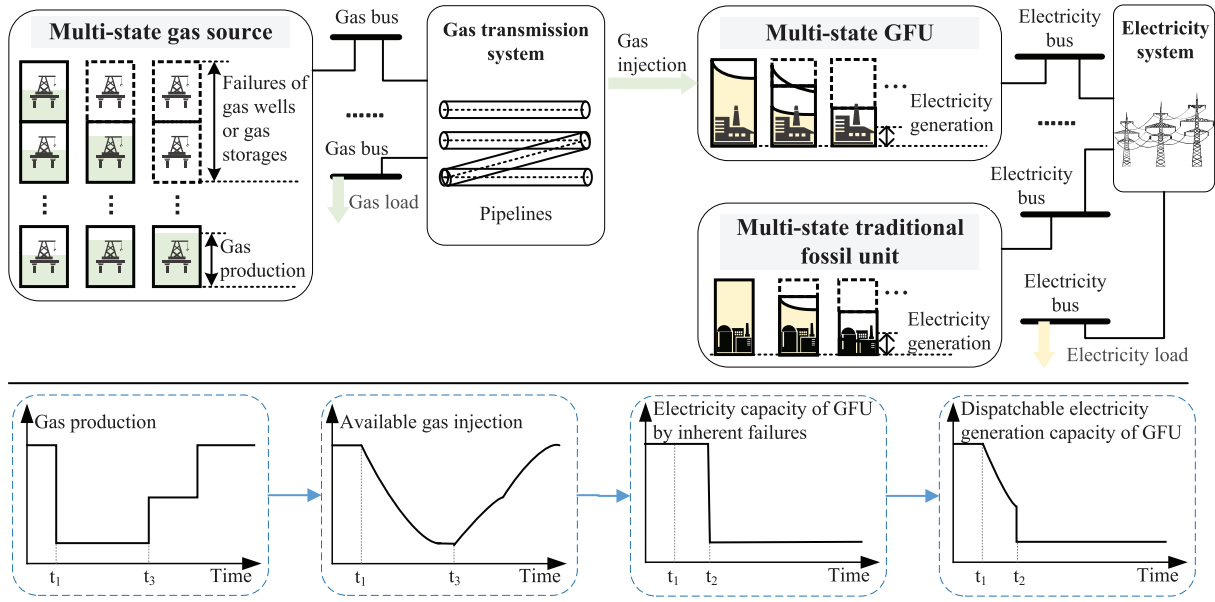 Multi-state gas source
Failures of
gas wells
or gas
storages
Gas
production
Gas bus
Gas bus
Gas load
Gas transmission
system
Pipelines
Gas
injection
Multi-state GFU
Electricity
generation
Multi-state traditional
fossil unit
Electricity
generation
Electricity
bus
Electricity
bus
Electricity
bus
Electricity load
Electricity
system
Gas production
t1
t3
Time
Available gas injection
t1
t3
Time
Electricity capacity of GFU
by inherent failures
t1
t2
Time
Dispatchable electricity
generation capacity of GFU
t1
t2
Time